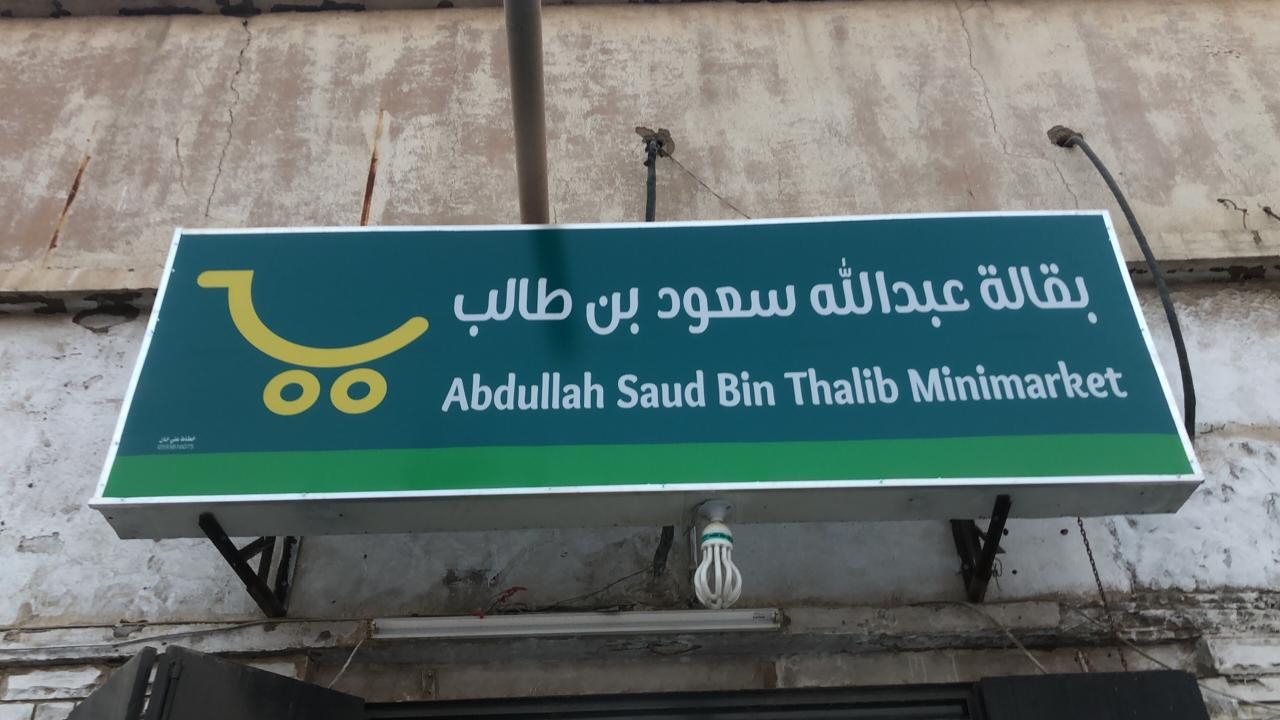 بقالة عبدالله سعود بن طالب
Abdullah Saud Bin Thalib Minimarket